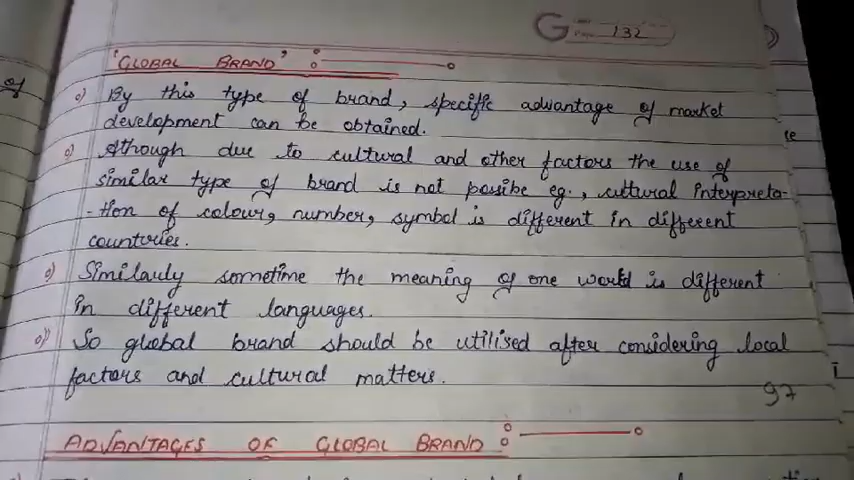 132
'GLOBAL BRAND' :
By this type of brand, specific advantage of market
development can be obtained.
Although due to cultural and other factors the use of
similar type of brand is not possibe eg., cultural interpreta-
-tion of colour, number, symbol is different in different
countries.
Similarly sometime the meaning of one world is different
in different languages.
So global brand should be utilised after considering local
factors and cultural matters.
97
ADVANTAGES OF GLOBAL BRAND :